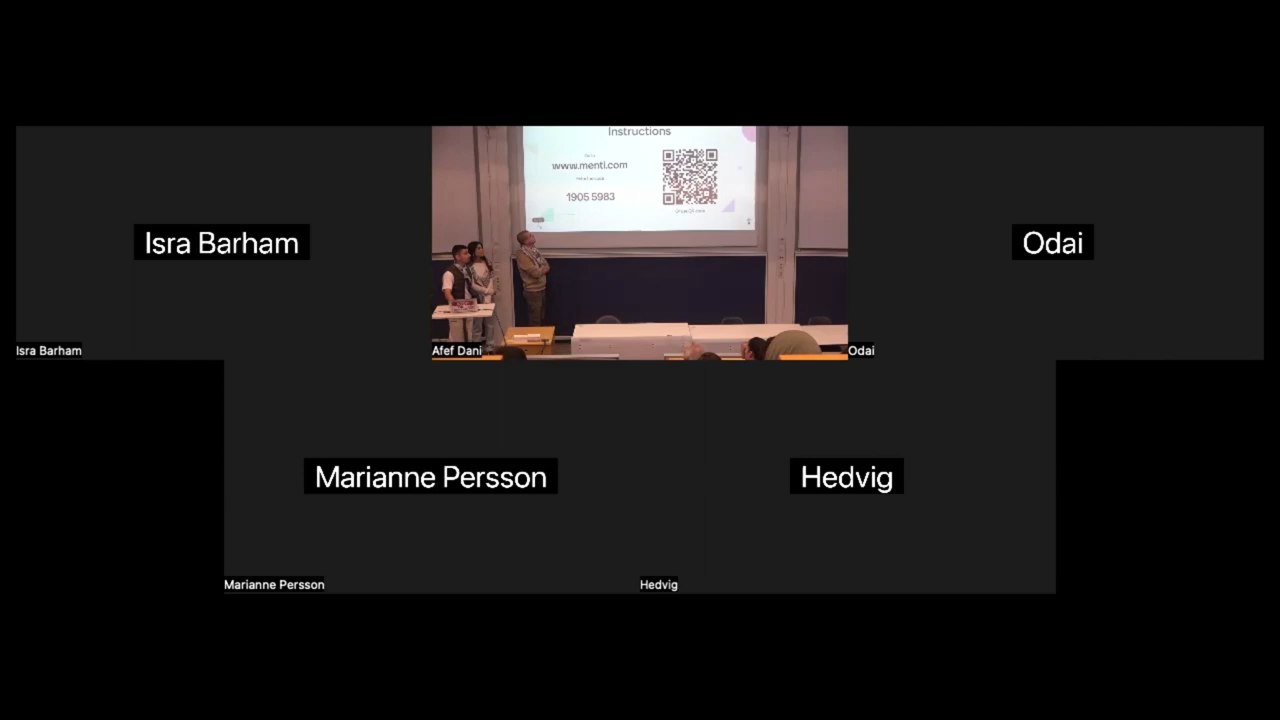 Instructions
www.menti.com
1905 5983
Isra Barham
Odai
Isra Barham
Afef Dani
Odai
Marianne Persson
Hedvig
Marianne Persson
Hedvig